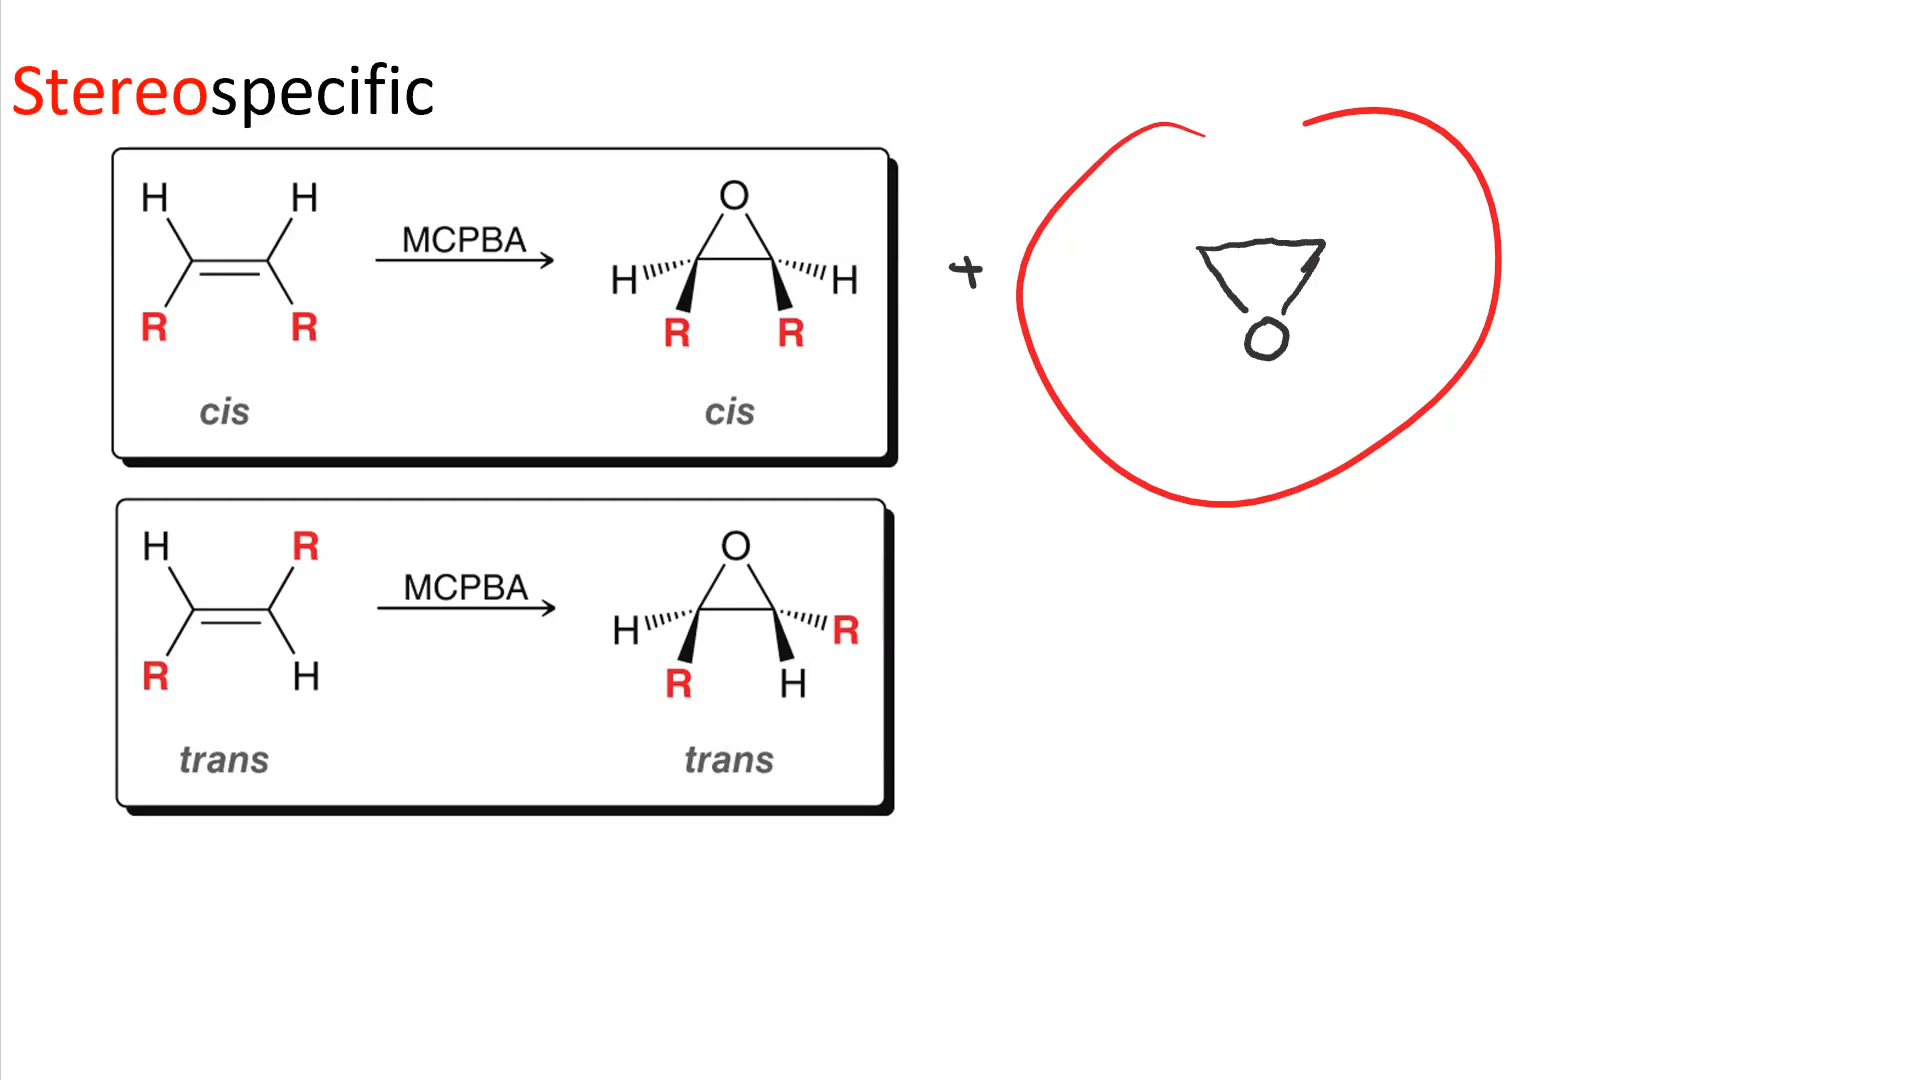 Stereospecific
H H O
MCPBA
H H +
R R R R O
cis cis
H R O
MCPBA
H R
R H R H
trans trans